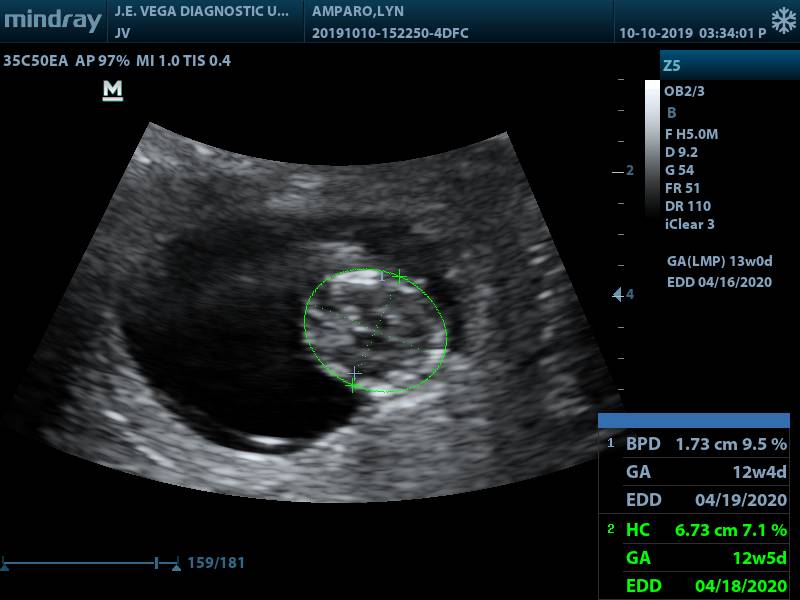 mindray
J.E. VEGA DIAGNOSTIC U...
JV
AMPARO,LYN
20191010-152250-4DFC
10-10-2019 03:34:01 P
35C50EA AP 97% MI 1.0 TIS 0.4
M
Z5
OB2/3
B
F H5.0M
D 9.2
G 54
FR 51
DR 110
iClear 3
GA(LMP) 13w0d
EDD 04/16/2020
2
4
1
1 BPD 1.73 cm 9.5 %
GA 12w4d
EDD 04/19/2020
2 HC 6.73 cm 7.1 %
GA 12w5d
EDD 04/18/2020
159/181